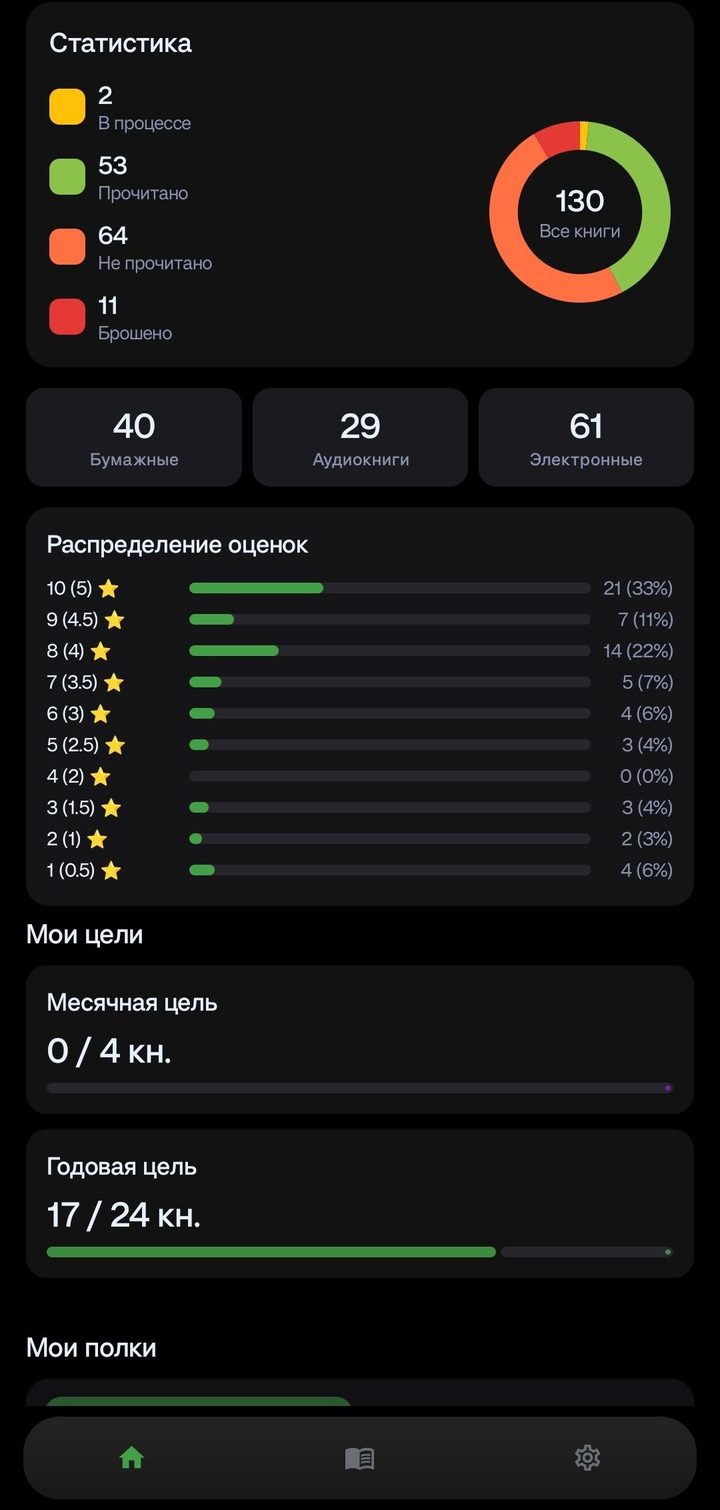 Статистика
2
В процессе
53
Прочитано
64
Не прочитано
11
Брошено
130
Все книги
40
Бумажные
29
Аудиокниги
61
Электронные
Распределение оценок
10 (5) ⭐ 21 (33%)
9 (4.5) ⭐ 7 (11%)
8 (4) ⭐ 14 (22%)
7 (3.5) ⭐ 5 (7%)
6 (3) ⭐ 4 (6%)
5 (2.5) ⭐ 3 (4%)
4 (2) ⭐ 0 (0%)
3 (1.5) ⭐ 3 (4%)
2 (1) ⭐ 2 (3%)
1 (0.5) ⭐ 4 (6%)
Мои цели
Месячная цель
0 / 4 кн.
Годовая цель
17 / 24 кн.
Мои полки